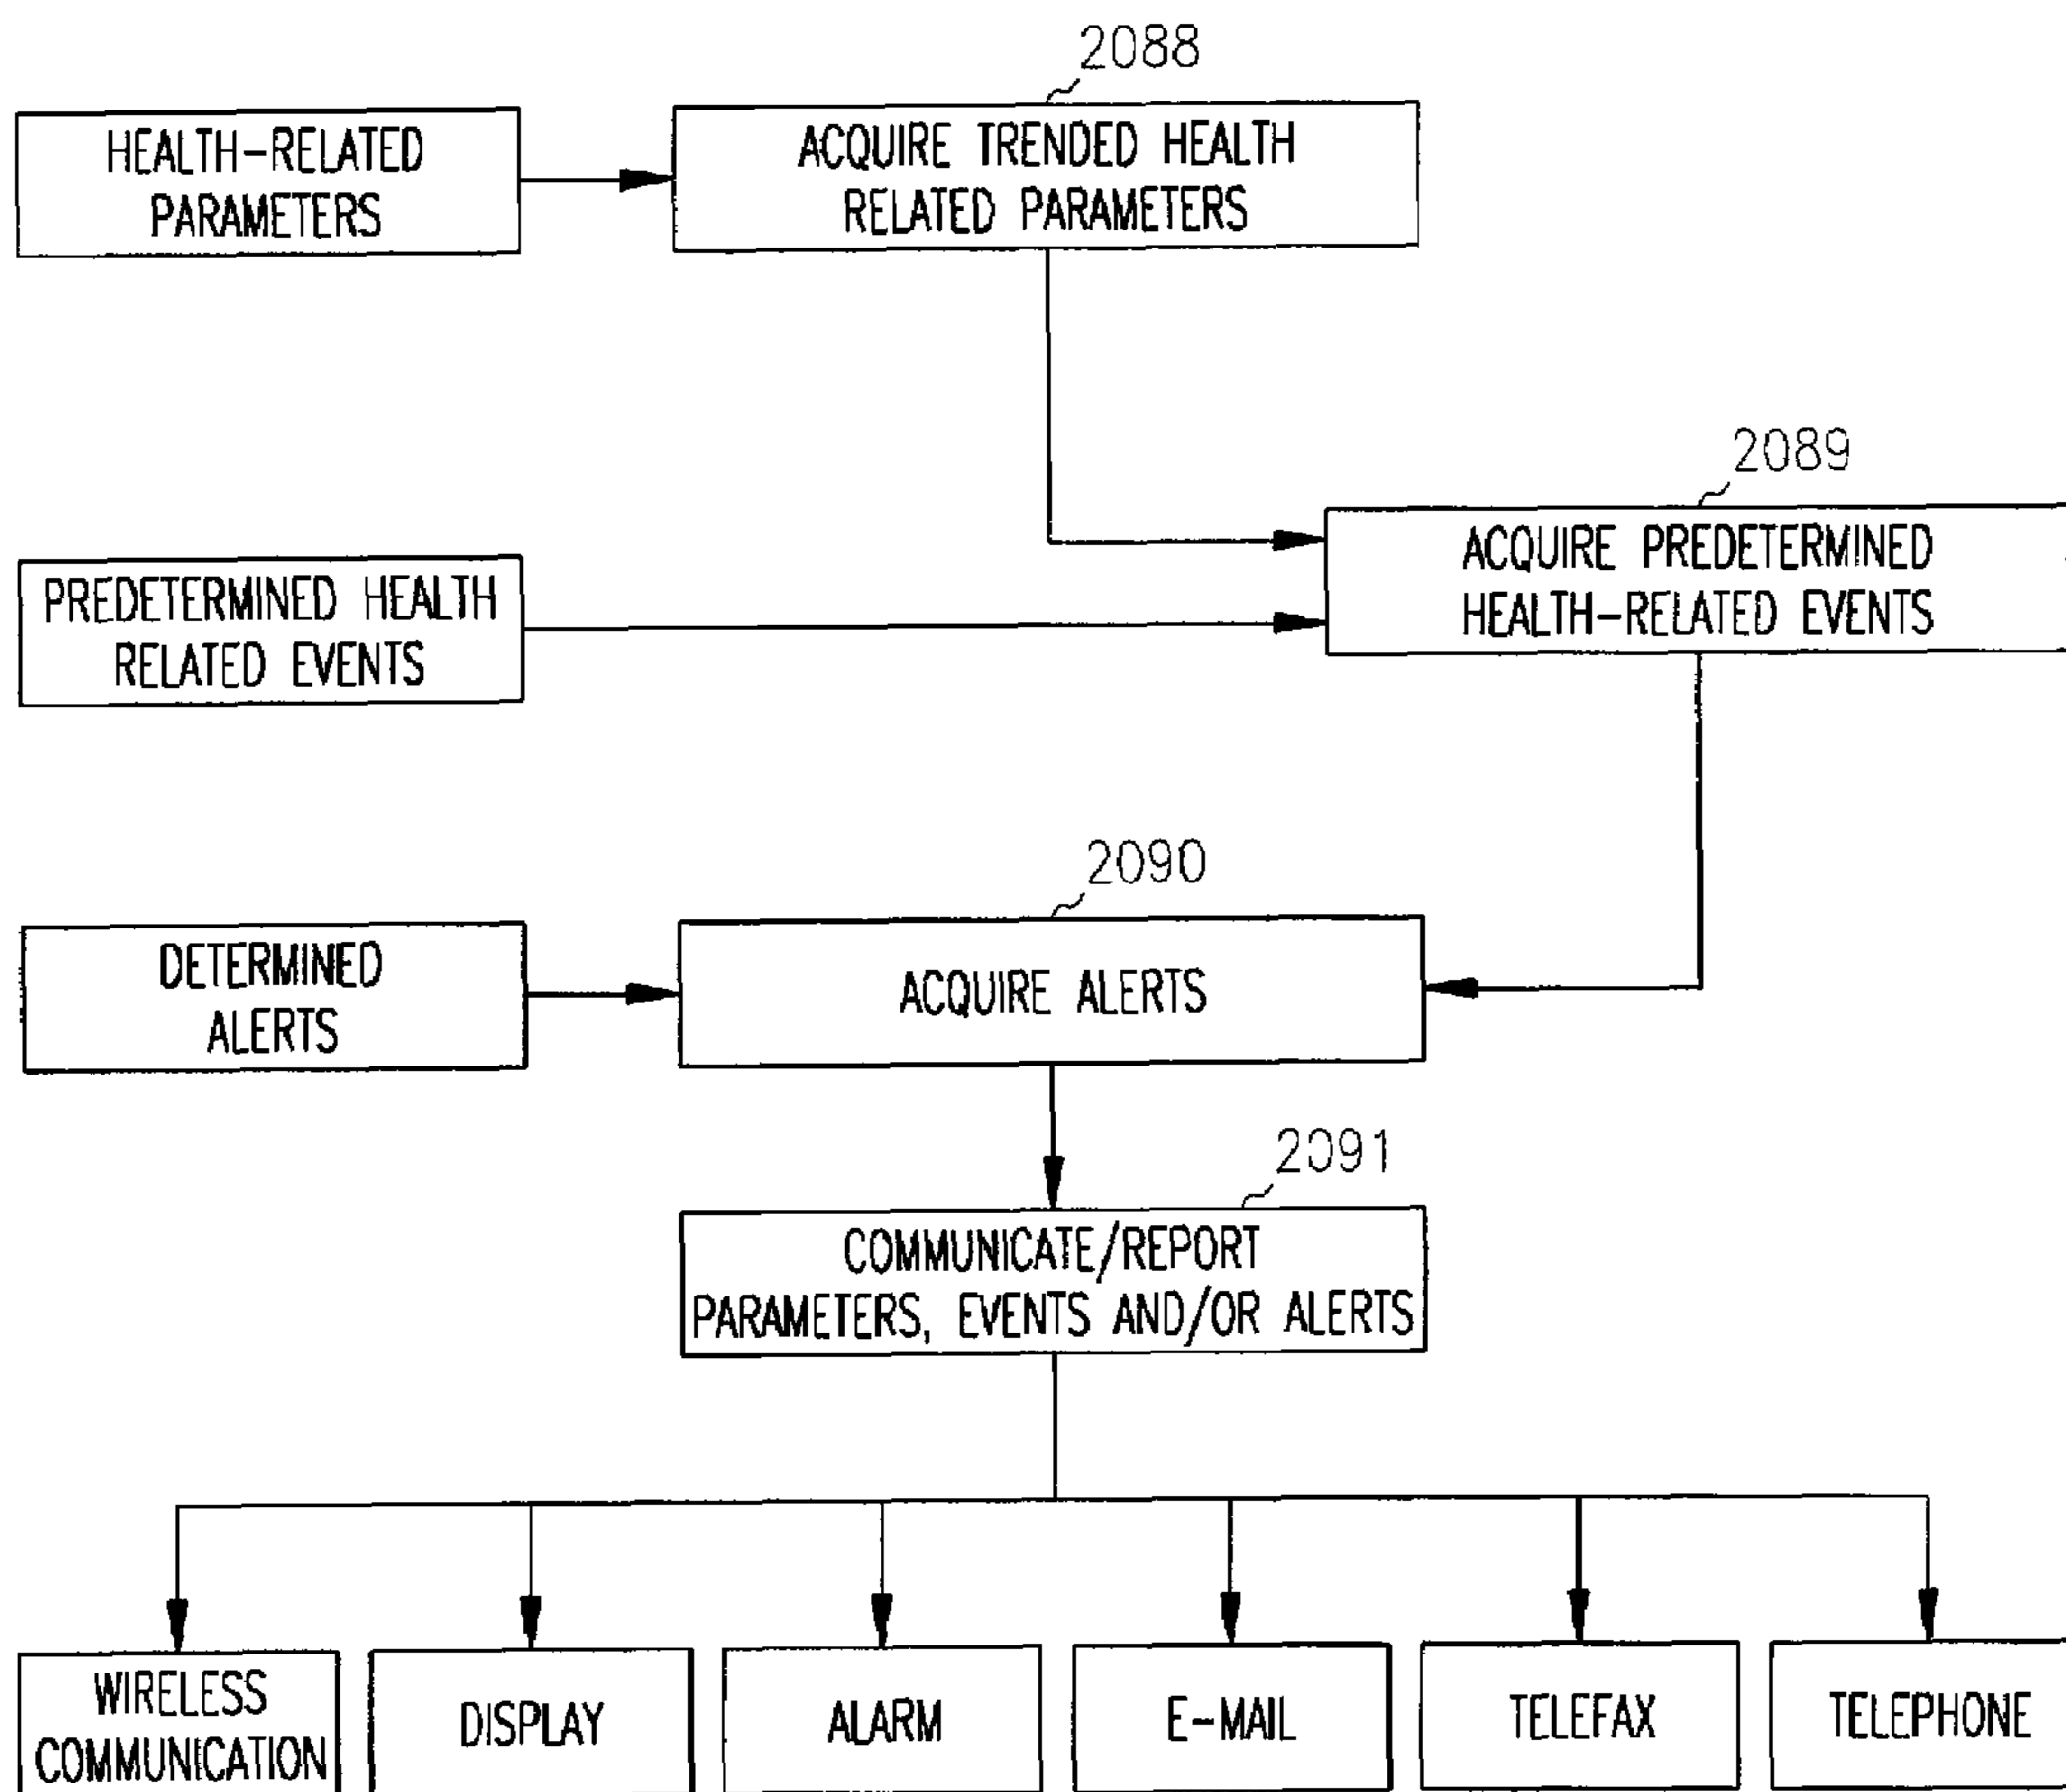 2088
HEALTH-RELATED
PARAMETERS
ACQUIRE TRENDED HEALTH
RELATED PARAMETERS
2089
PREDETERMINED HEALTH
RELATED EVENTS
ACQUIRE PREDETERMINED
HEALTH-RELATED EVENTS
2090
DETERMINED
ALERTS
ACQUIRE ALERTS
2091
COMMUNICATE/REPORT
PARAMETERS, EVENTS AND/OR ALERTS
WIRELESS
COMMUNICATION
DISPLAY
ALARM
E-MAIL
TELEFAX
TELEPHONE